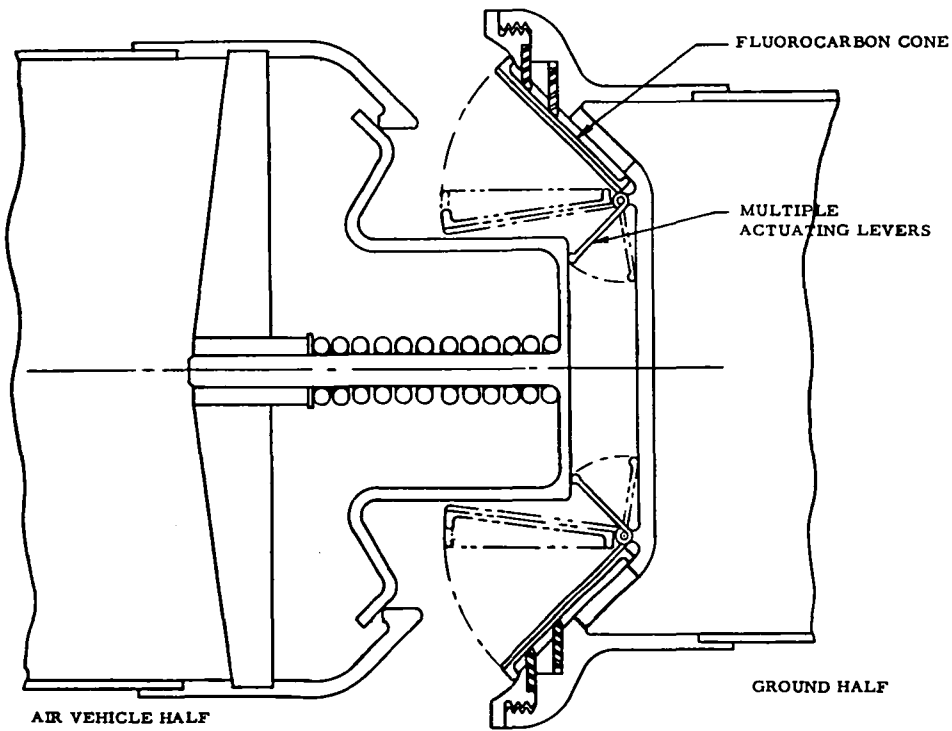 FLUOROCARBON CONE
MULTIPLE
ACTUATING LEVERS
GROUND HALF
AIR VEHICLE HALF